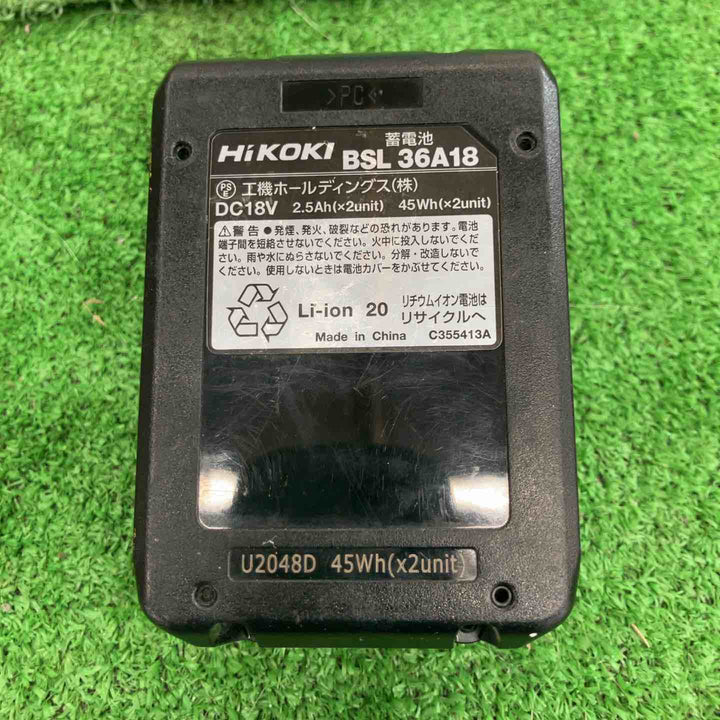 >PC<
蓄電池
HiKOKI BSL 36A18
PSE 工機ホールディングス(株)
DC18V 2.5Ah(×2unit) 45Wh(×2unit)
⚠警告 ●発煙、発火、破裂などの恐れがあります。電池
端子間を短絡させないでください。火中に投入しないでくだ
さい。雨や水にぬらさないでください。分解・改造しないで
ください。使用しないときは電池カバーをかぶせてください。
Li-ion 20 リチウムイオン電池は
リサイクルへ
Made in China C355413A
U2048D 45Wh(x2unit)